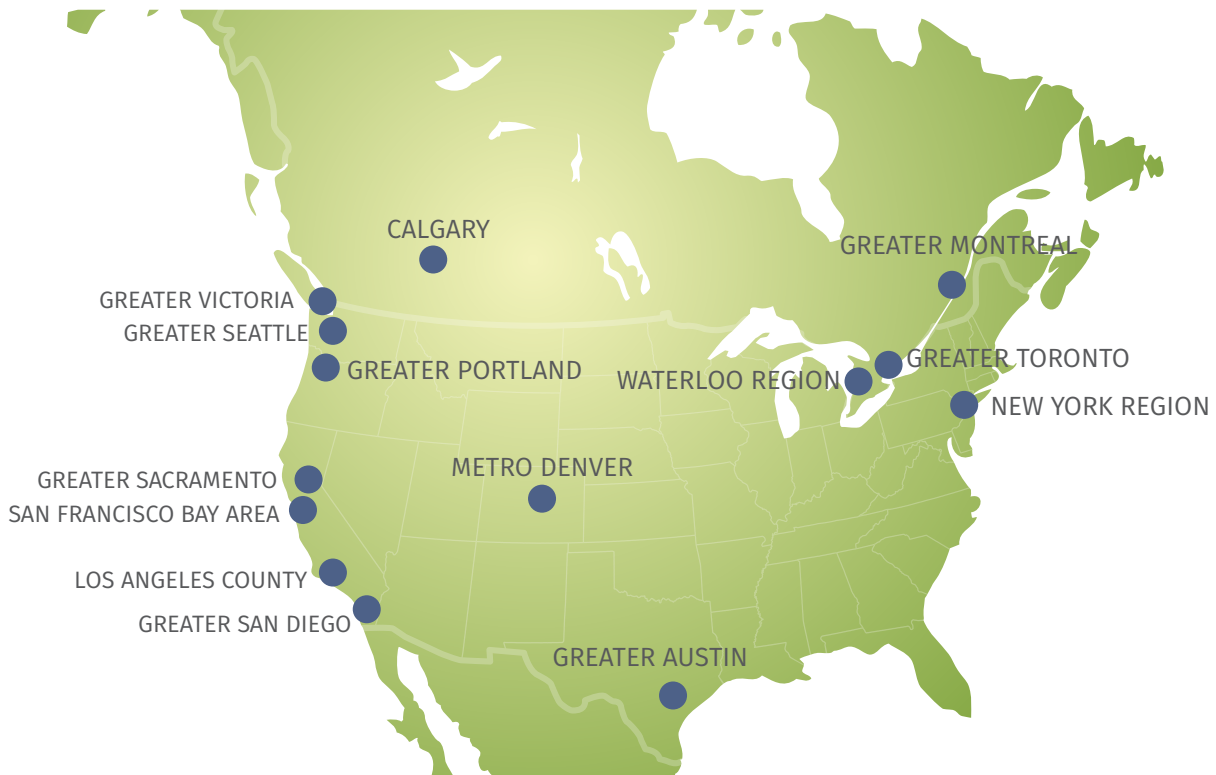 CALGARY
GREATER MONTREAL
GREATER VICTORIA
GREATER SEATTLE
GREATER PORTLAND
GREATER TORONTO
WATERLOO REGION
NEW YORK REGION
METRO DENVER
GREATER SACRAMENTO
SAN FRANCISCO BAY AREA
LOS ANGELES COUNTY
GREATER SAN DIEGO
GREATER AUSTIN